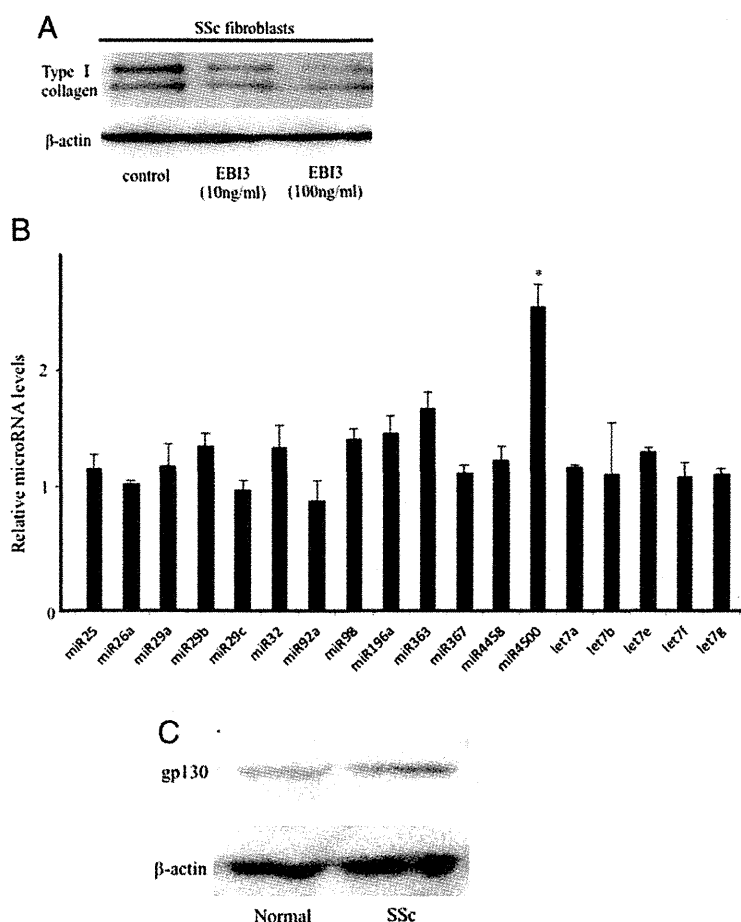 A
SSc fibroblasts
Type I
collagen
β-actin
control
EBI3
(10ng/ml)
EBI3
(100ng/ml)
B
Relative microRNA levels
2
1
0
*
miR25
miR26a
miR29a
miR29b
miR29c
miR32
miR92a
miR98
miR196a
miR363
miR367
miR4458
miR4500
let7a
let7b
let7e
let7f
let7g
C
gp130
β-actin
Normal
SSc